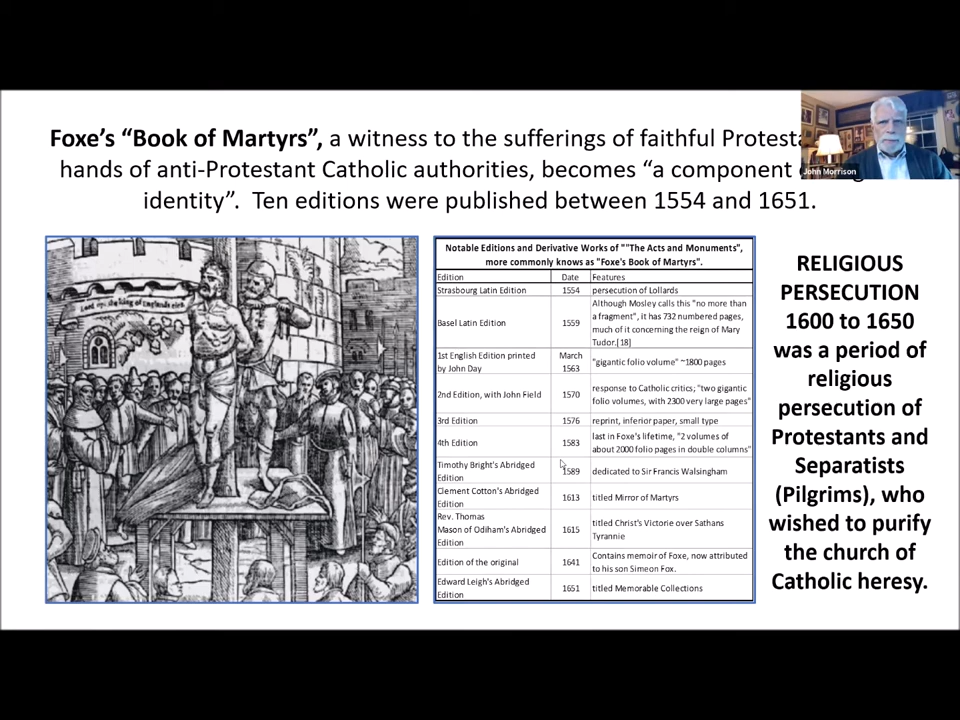 Foxe's "Book of Martyrs", a witness to the sufferings of faithful
hands of anti-Protestant Catholic authorities, becomes "a component
identity". Ten editions were published between 1554 and 1651.
John Morrison
Lord open the king of Englands eies
Notable Editions and Derivative Works of ""The Acts and Monuments",
more commonly knows as "Foxe's Book of Martyrs".
Edition Date Features
Strasbourg Latin Edition 1554 persecution of Lollards
Basel Latin Edition 1559 Although Mosley calls this "no more than
a fragment", it has 732 numbered pages,
much of it concerning the reign of Mary
Tudor.[18]
1st English Edition printed
by John Day
March
1563
"gigantic folio volume" ~1800 pages
2nd Edition, with John Field 1570 response to Catholic critics; "two gigantic
folio volumes, with 2300 very large pages"
3rd Edition 1576 reprint, inferior paper, small type
4th Edition 1583 last in Foxe's lifetime, "2 volumes of
about 2000 folio pages in double columns"
Timothy Bright's Abridged
Edition
1589 dedicated to Sir Francis Walsingham
Clement Cotton's Abridged
Edition
1613 titled Mirror of Martyrs
Rev. Thomas
Mason of Odiham's Abridged
Edition
1615 titled Christ's Victorie over Sathans
Tyrannie
Edition of the original 1641 Contains memoir of Foxe, now attributed
to his son Simeon Fox.
Edward Leigh's Abridged
Edition
1651 titled Memorable Collections
RELIGIOUS
PERSECUTION
1600 to 1650
was a period of
religious
persecution of
Protestants and
Separatists
(Pilgrims), who
wished to purify
the church of
Catholic heresy.